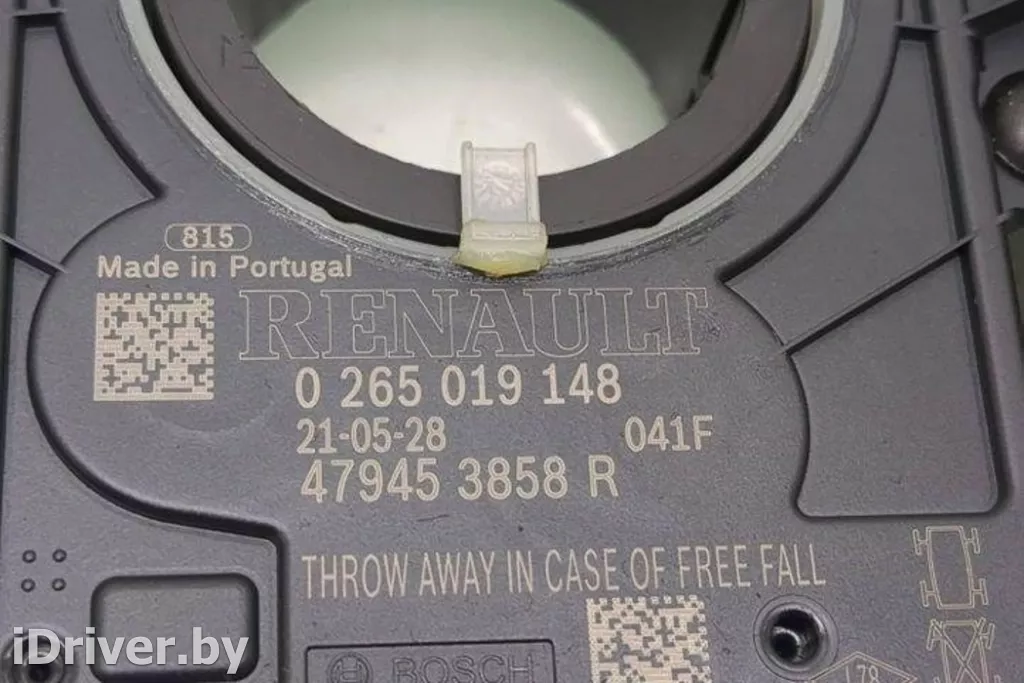 815
Made in Portugal
RENAULT
0 265 019 148
21-05-28 041F
47945 3858 R
THROW AWAY IN CASE OF FREE FALL
BOSCH
78
iDriver.by